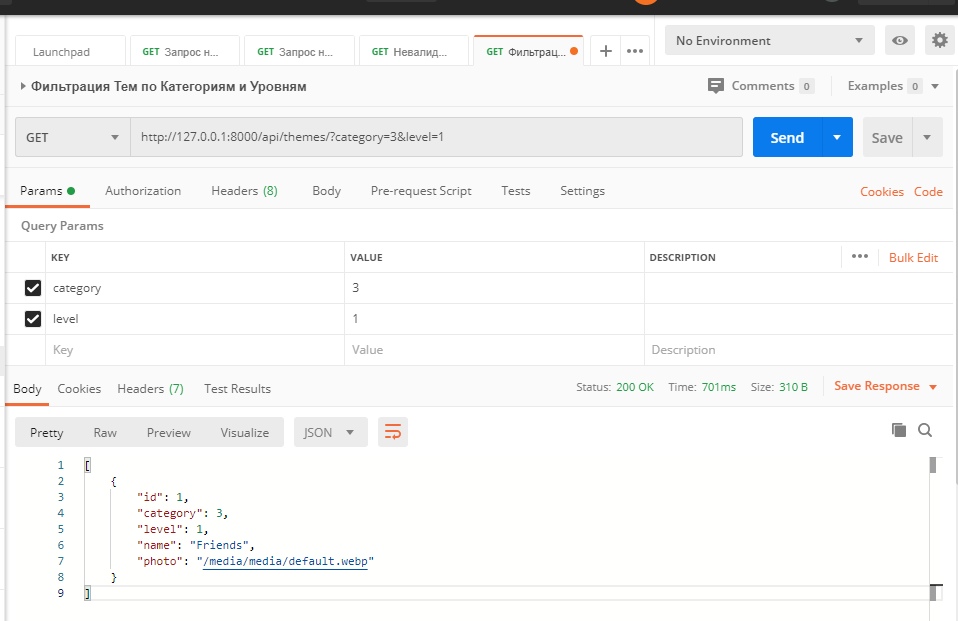 Launchpad GET Запрос н... GET Запрос н... GET Невалид... GET Фильтрац... + ••• No Environment
Фильтрация Тем по Категориям и Уровням Comments 0 Examples 0
GET http://127.0.0.1:8000/api/themes/?category=3&level=1 Send Save
Params Authorization Headers (8) Body Pre-request Script Tests Settings Cookies Code
Query Params
KEY VALUE DESCRIPTION ••• Bulk Edit
category 3
level 1
Key Value Description
Body Cookies Headers (7) Test Results Status: 200 OK Time: 701ms Size: 310 B Save Response
Pretty Raw Preview Visualize JSON
1 [
2 {
3 "id": 1,
4 "category": 3,
5 "level": 1,
6 "name": "Friends",
7 "photo": "/media/media/default.webp"
8 }
9 ]